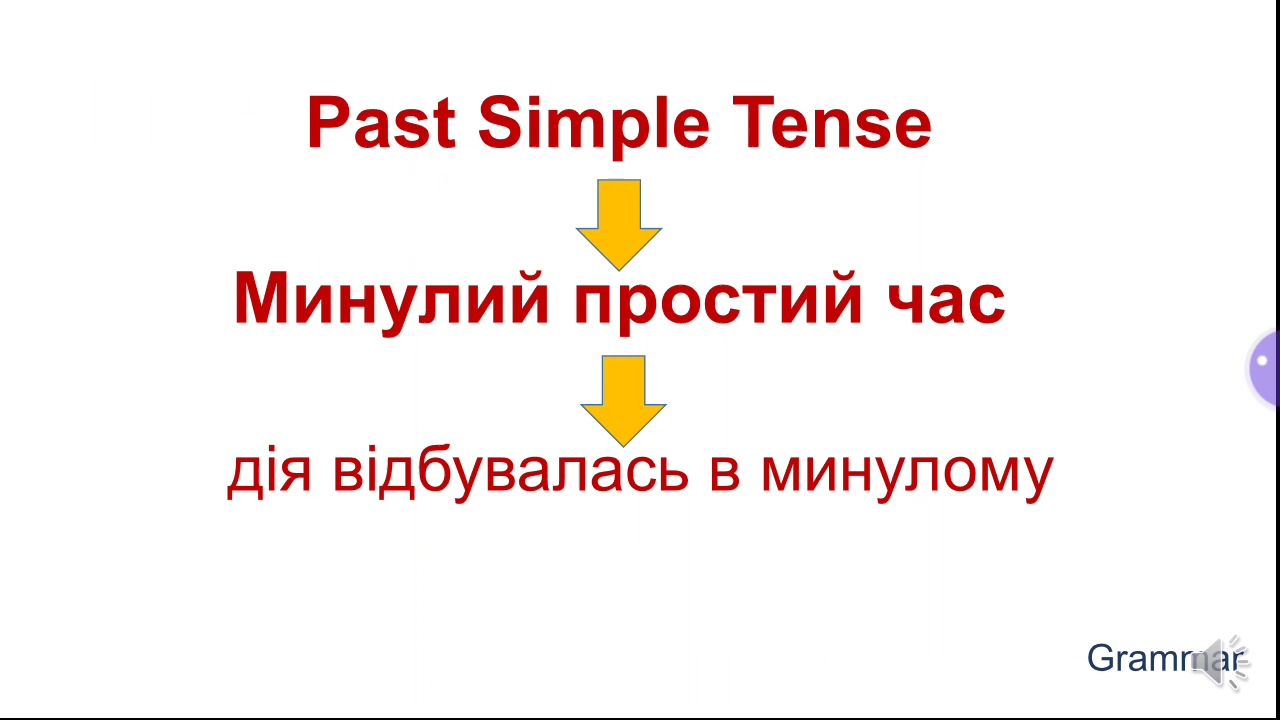 Past Simple Tense
Минулий простий час
дія відбувалась в минулому
Grammar